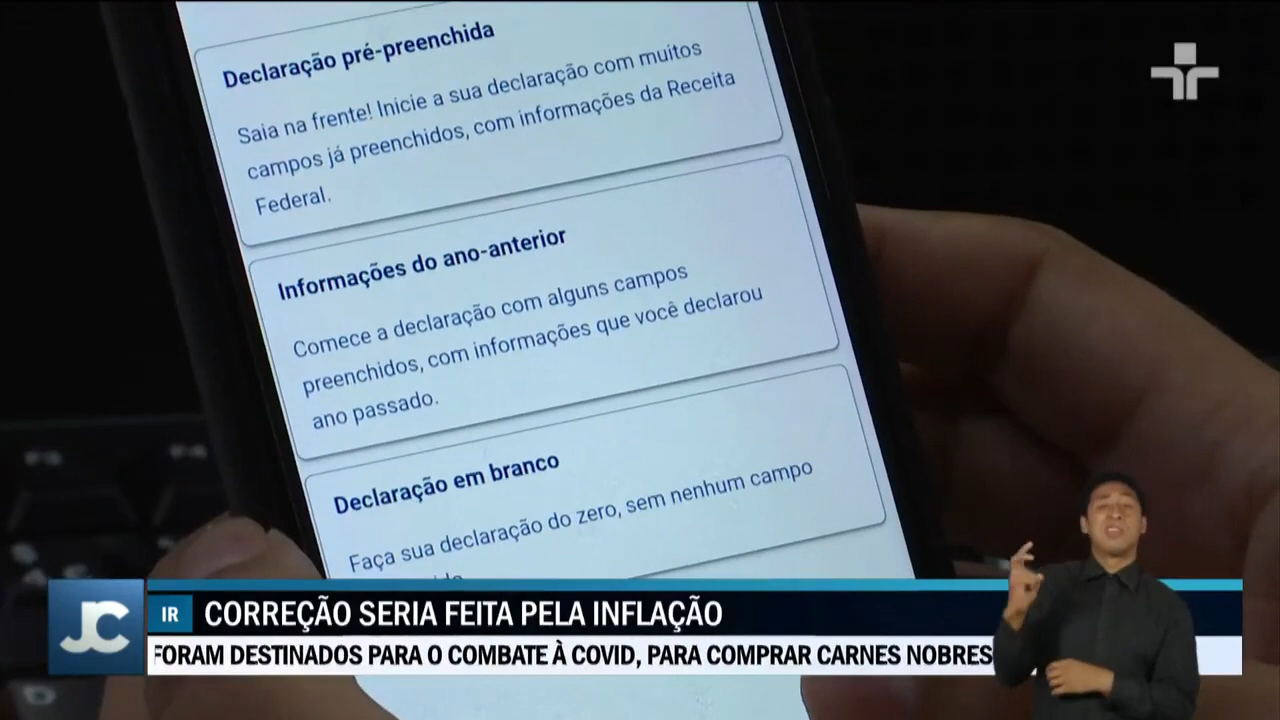 Declaração pré-preenchida
Saia na frente! Inicie a sua declaração com muitos
campos já preenchidos, com informações da Receita
Federal.
Informações do ano-anterior
Comece a declaração com alguns campos
preenchidos, com informações que você declarou
ano passado.
Declaração em branco
Faça sua declaração do zero, sem nenhum campo
JC
IR
CORREÇÃO SERIA FEITA PELA INFLAÇÃO
FORAM DESTINADOS PARA O COMBATE À COVID, PARA COMPRAR CARNES NOBRES